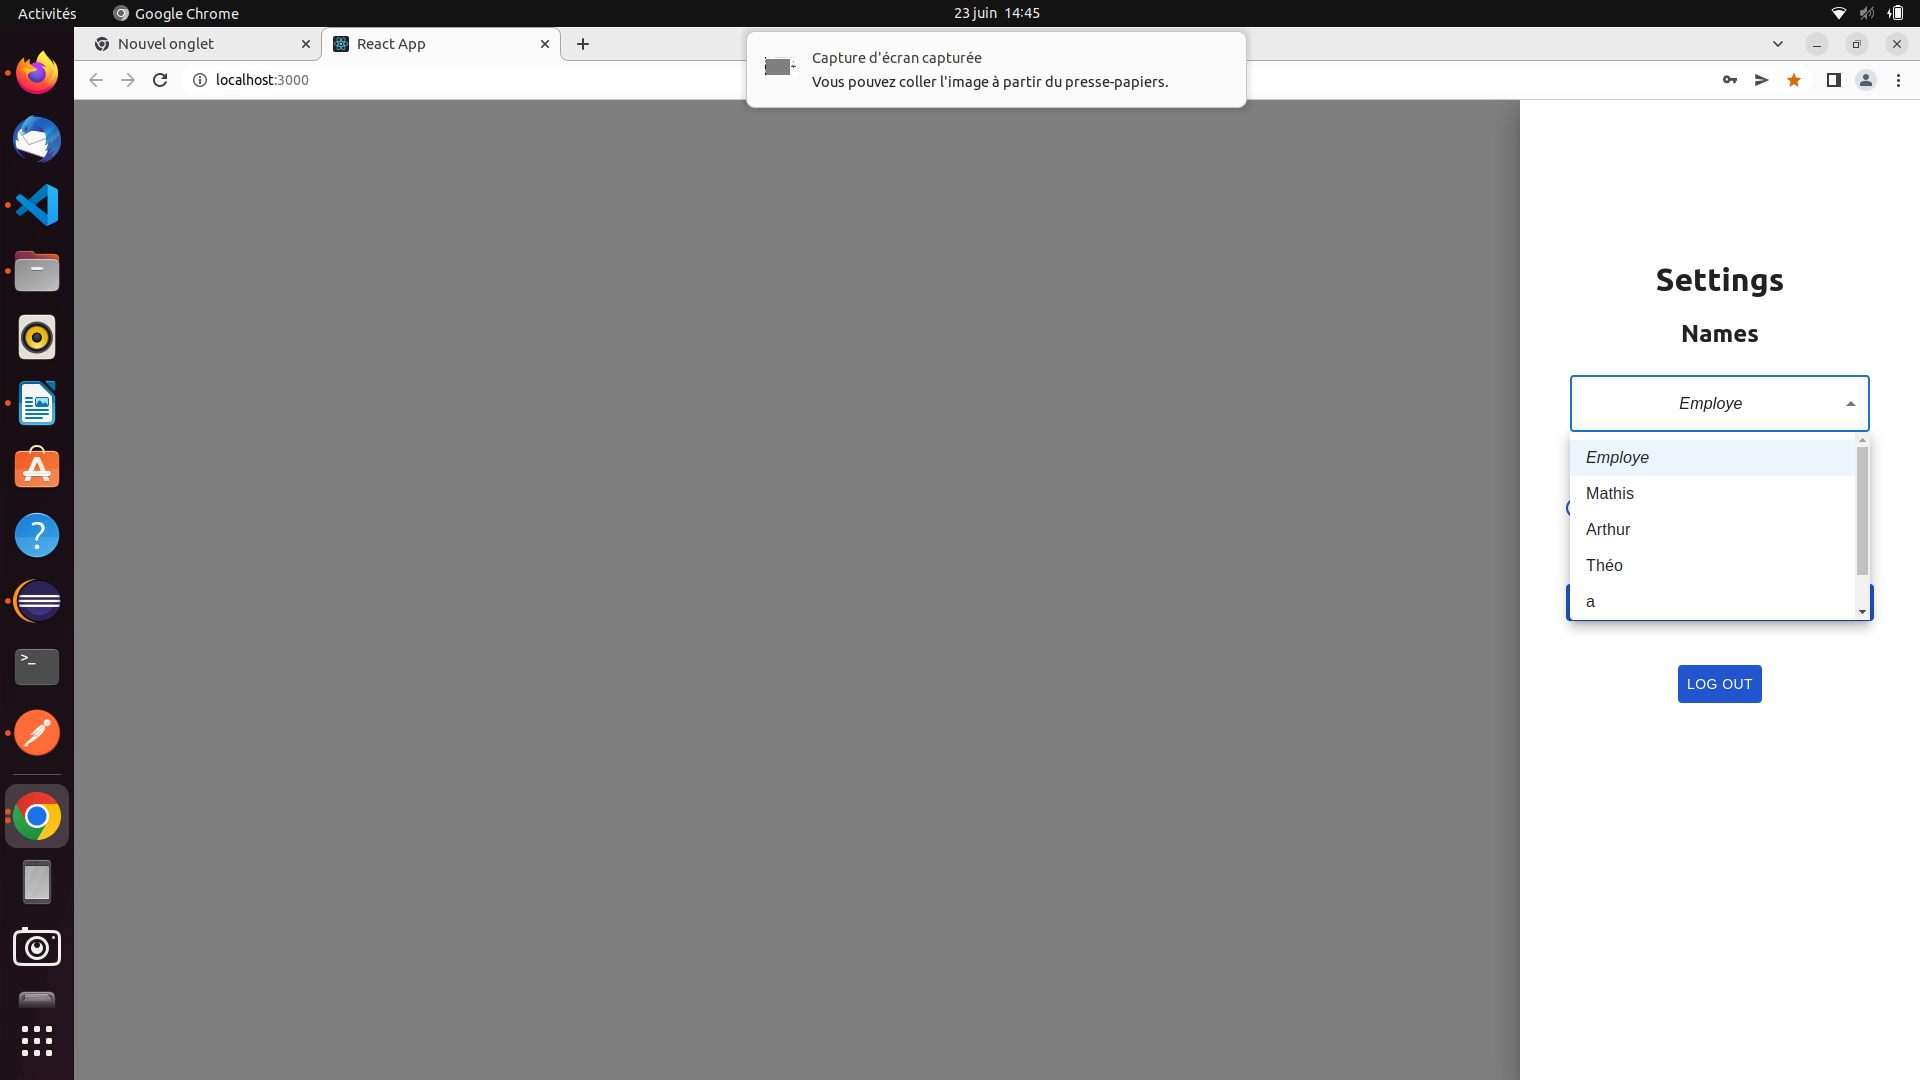 Activités
Google Chrome
23 juin 14:45
Nouvel onglet
React App
localhost:3000
Capture d'écran capturée
Vous pouvez coller l'image à partir du presse-papiers.
Settings
Names
Employe
Employe
Mathis
Arthur
Théo
a
LOG OUT